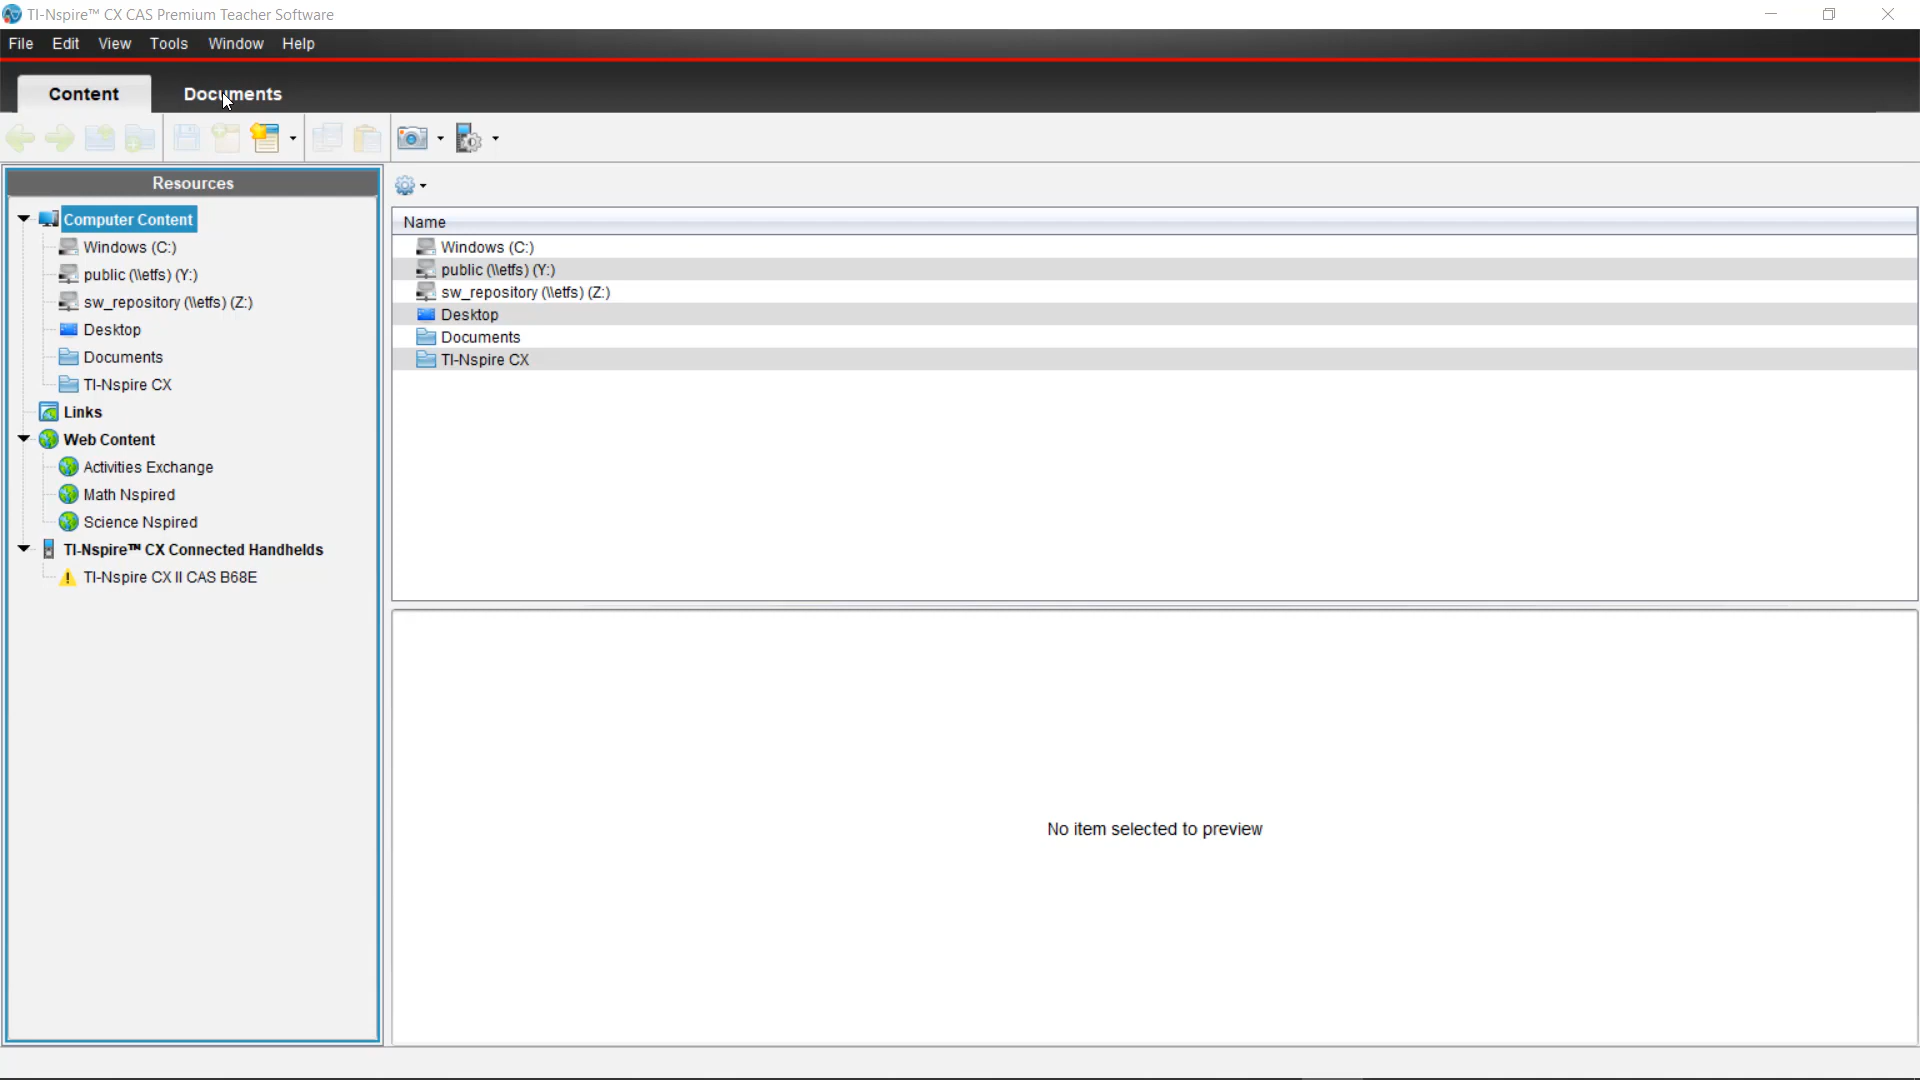 TI-Nspire™ CX CAS Premium Teacher Software
File Edit View Tools Window Help
Content Documents
Resources
Computer Content
Windows (C:)
public (\\etfs) (Y:)
sw_repository (\\etfs) (Z:)
Desktop
Documents
TI-Nspire CX
Links
Web Content
Activities Exchange
Math Nspired
Science Nspired
TI-Nspire™ CX Connected Handhelds
TI-Nspire CX II CAS B68E
Name
Windows (C:)
public (\\etfs) (Y:)
sw_repository (\\etfs) (Z:)
Desktop
Documents
TI-Nspire CX
No item selected to preview